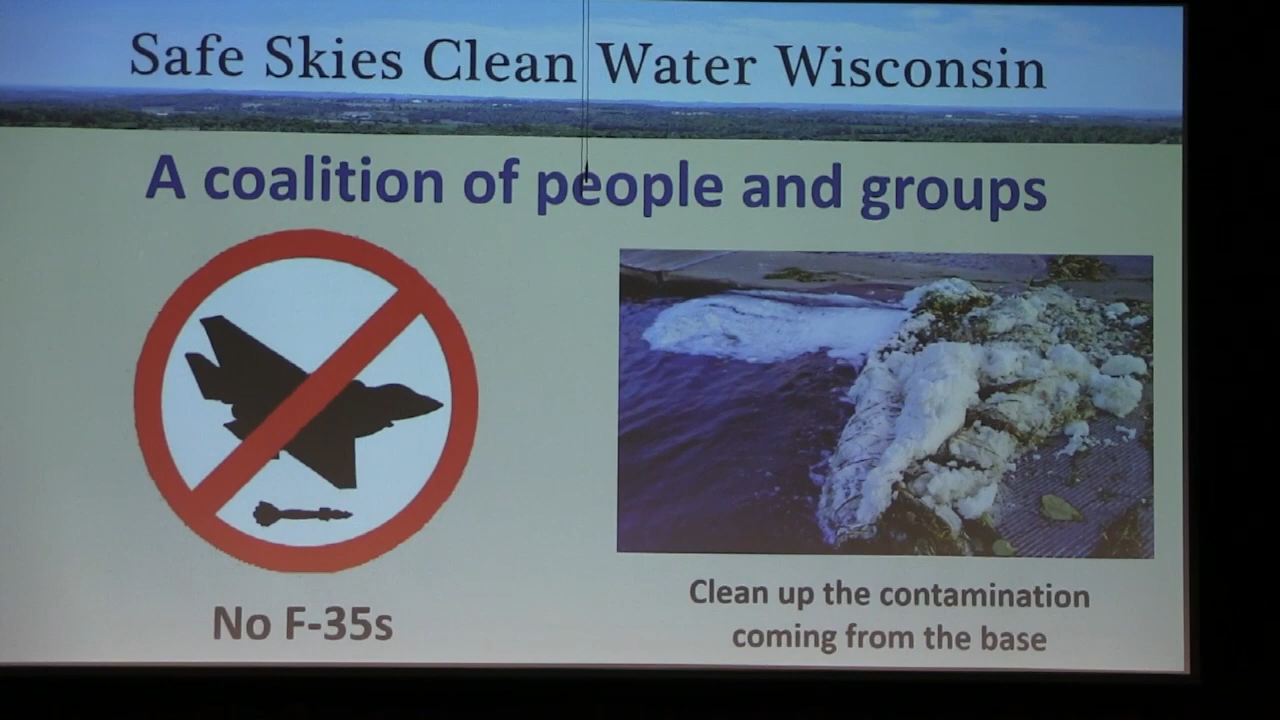 Safe Skies Clean Water Wisconsin
A coalition of people and groups
No F-35s
Clean up the contamination
coming from the base